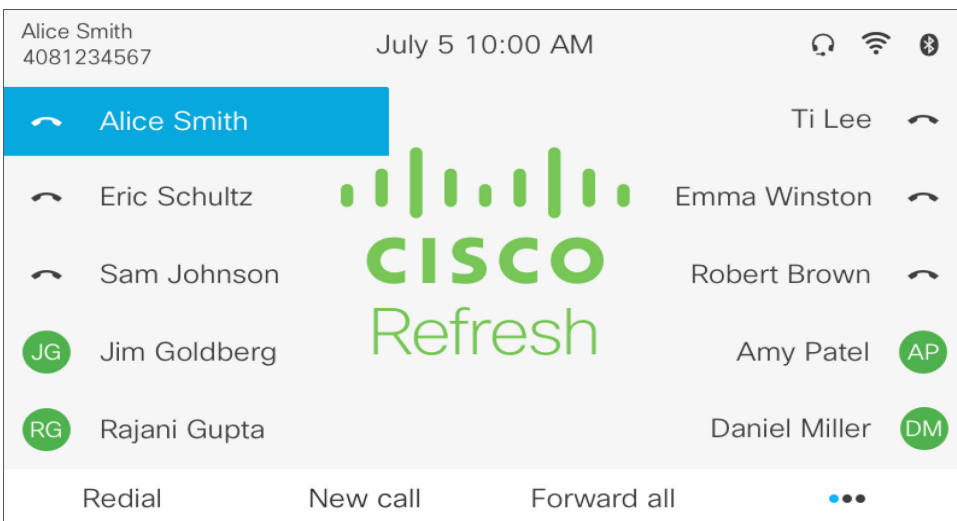 Alice Smith
4081234567
July 5 10:00 AM
Alice Smith
Ti Lee
Eric Schultz
Emma Winston
CISCO
Sam Johnson
Robert Brown
Refresh
JG Jim Goldberg
Amy Patel AP
RG Rajani Gupta
Daniel Miller DM
Redial New call Forward all